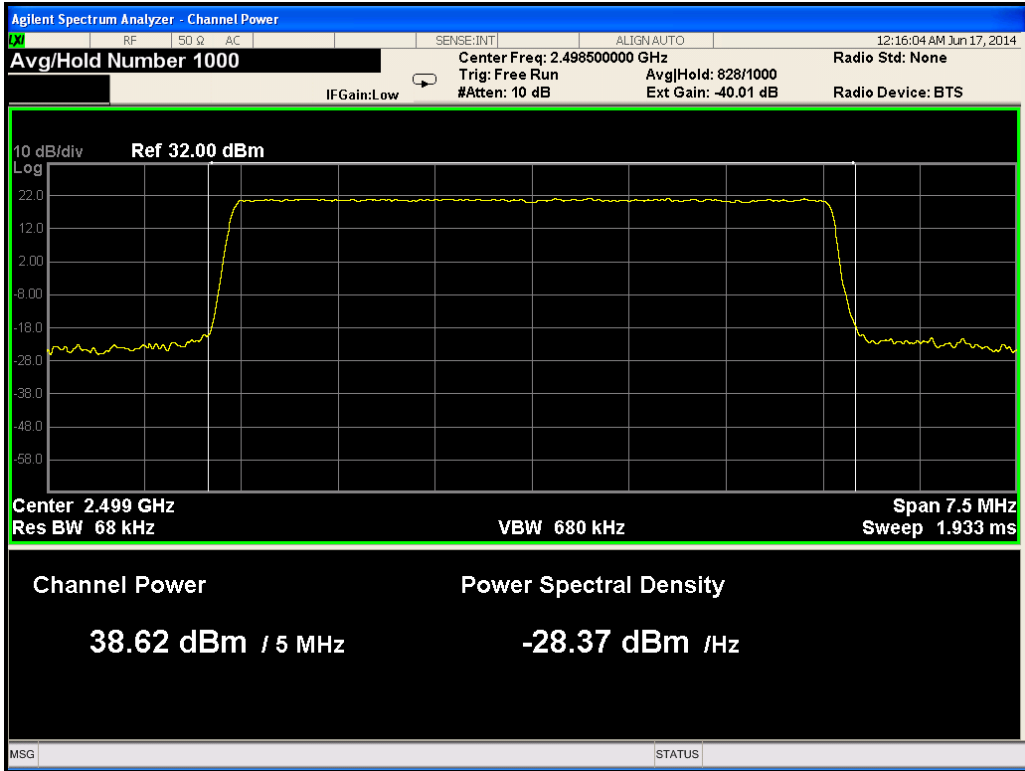 Agilent Spectrum Analyzer - Channel Power
LXI RF 50 Ω AC SENSE:INT ALIGN AUTO 12:16:04 AM Jun 17, 2014
Avg/Hold Number 1000
Center Freq: 2.498500000 GHz Radio Std: None
Trig: Free Run Avg|Hold: 828/1000
IFGain:Low #Atten: 10 dB Ext Gain: -40.01 dB Radio Device: BTS
10 dB/div Ref 32.00 dBm
Log
22.0
12.0
2.00
-8.00
-18.0
-28.0
-38.0
-48.0
-58.0
Center 2.499 GHz Span 7.5 MHz
Res BW 68 kHz VBW 680 kHz Sweep 1.933 ms
Channel Power Power Spectral Density
38.62 dBm / 5 MHz -28.37 dBm /Hz
MSG STATUS